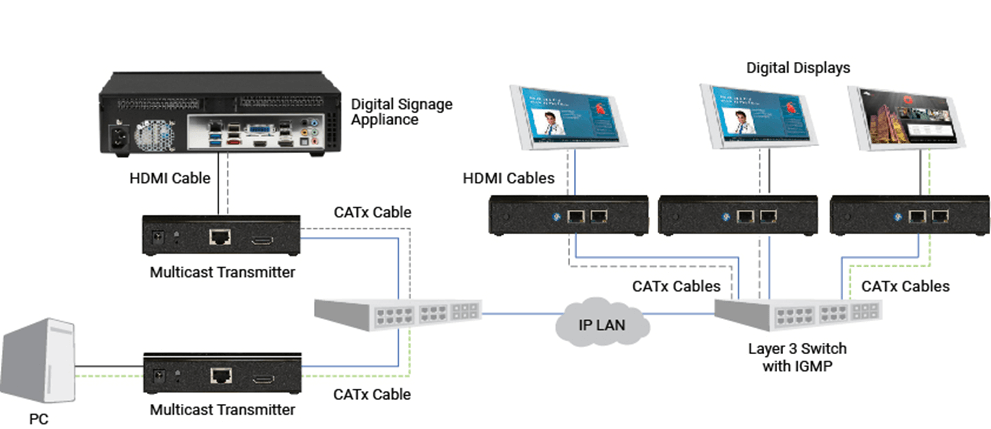 Digital Displays
Digital Signage
Appliance
HDMI Cable
HDMI Cables
CATx Cable
Multicast Transmitter
CATx Cables
CATx Cables
IP LAN
Layer 3 Switch
with IGMP
CATx Cable
Multicast Transmitter
PC